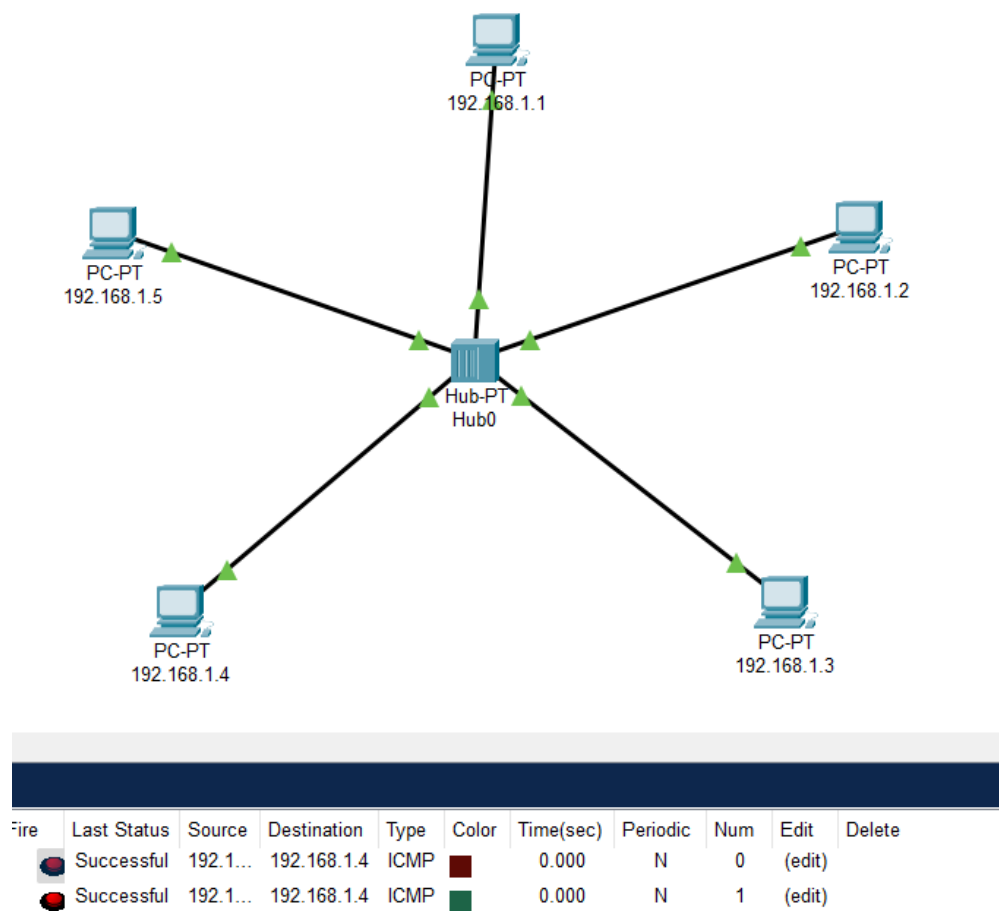 PC-PT
192.168.1.1
PC-PT
192.168.1.5
PC-PT
192.168.1.2
Hub-PT
Hub0
PC-PT
192.168.1.4
PC-PT
192.168.1.3
Fire Last Status Source Destination Type Color Time(sec) Periodic Num Edit Delete
Successful 192.1... 192.168.1.4 ICMP 0.000 N 0 (edit)
Successful 192.1... 192.168.1.4 ICMP 0.000 N 1 (edit)